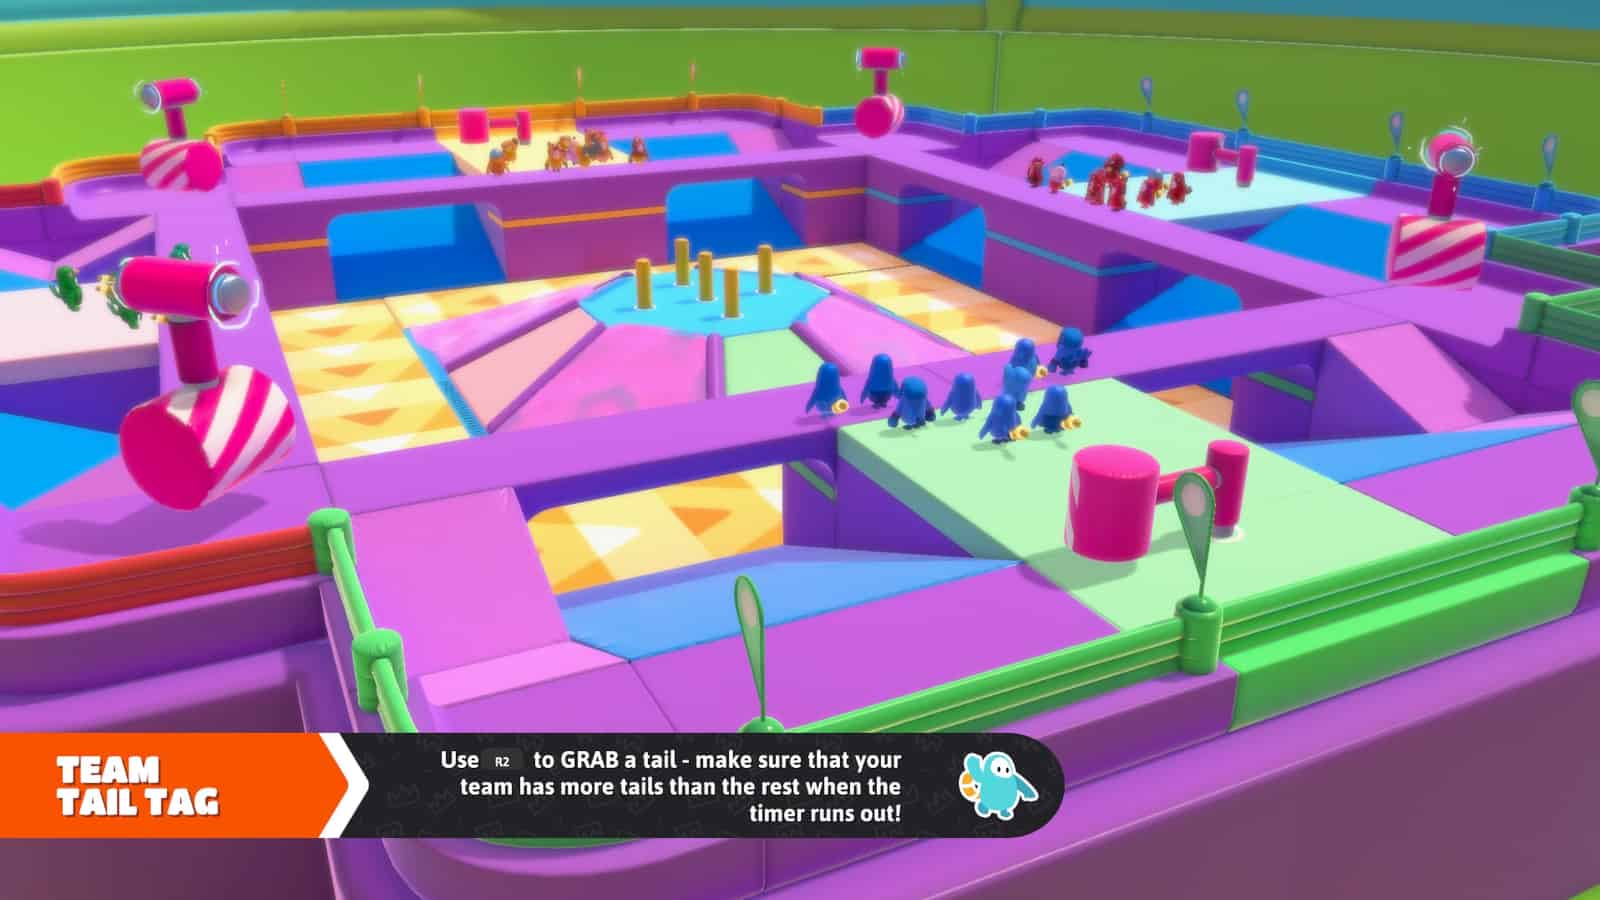 TEAM
TAIL TAG
Use R2 to GRAB a tail - make sure that your
team has more tails than the rest when the
timer runs out!